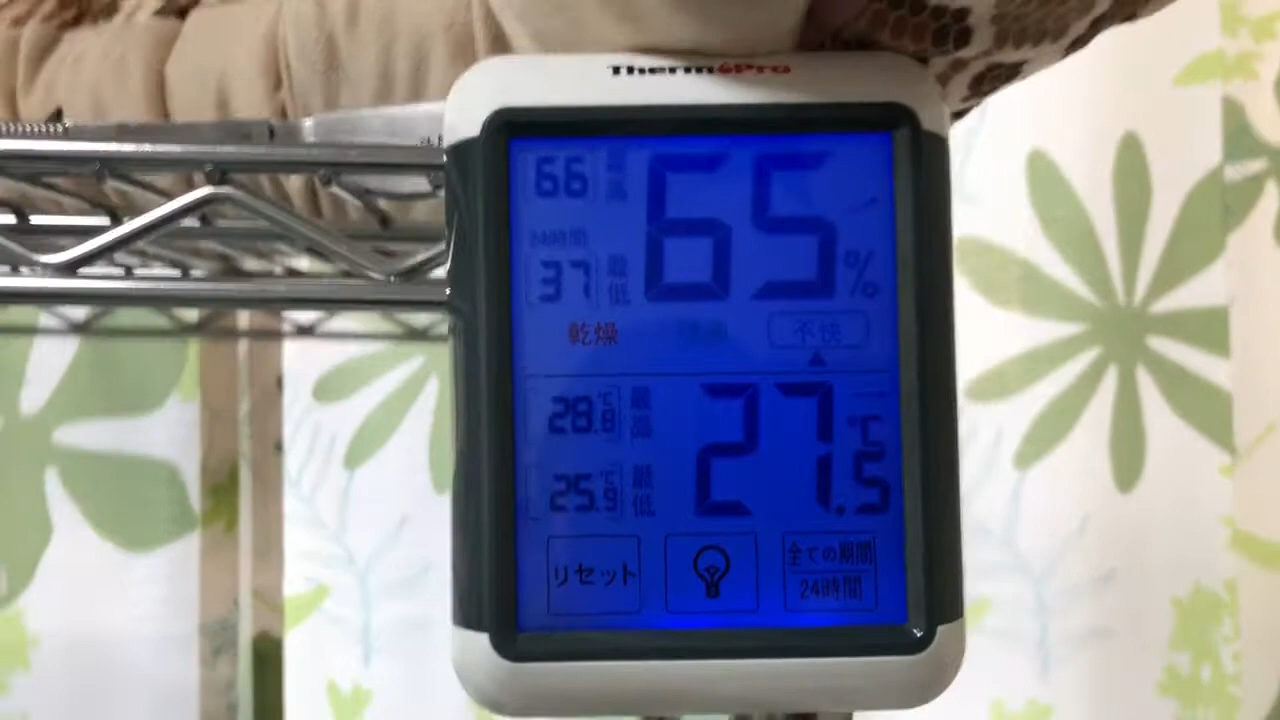 ThermoPro
66 最高
65%
24時間
37 最低
乾燥
不快
28.8℃ 最高
27.5℃
25.9℃ 最低
リセット
全ての期間
24時間